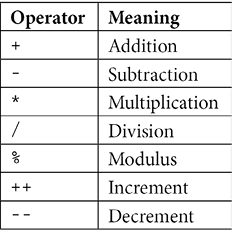 Operator Meaning
+ Addition
- Subtraction
* Multiplication
/ Division
% Modulus
++ Increment
-- Decrement